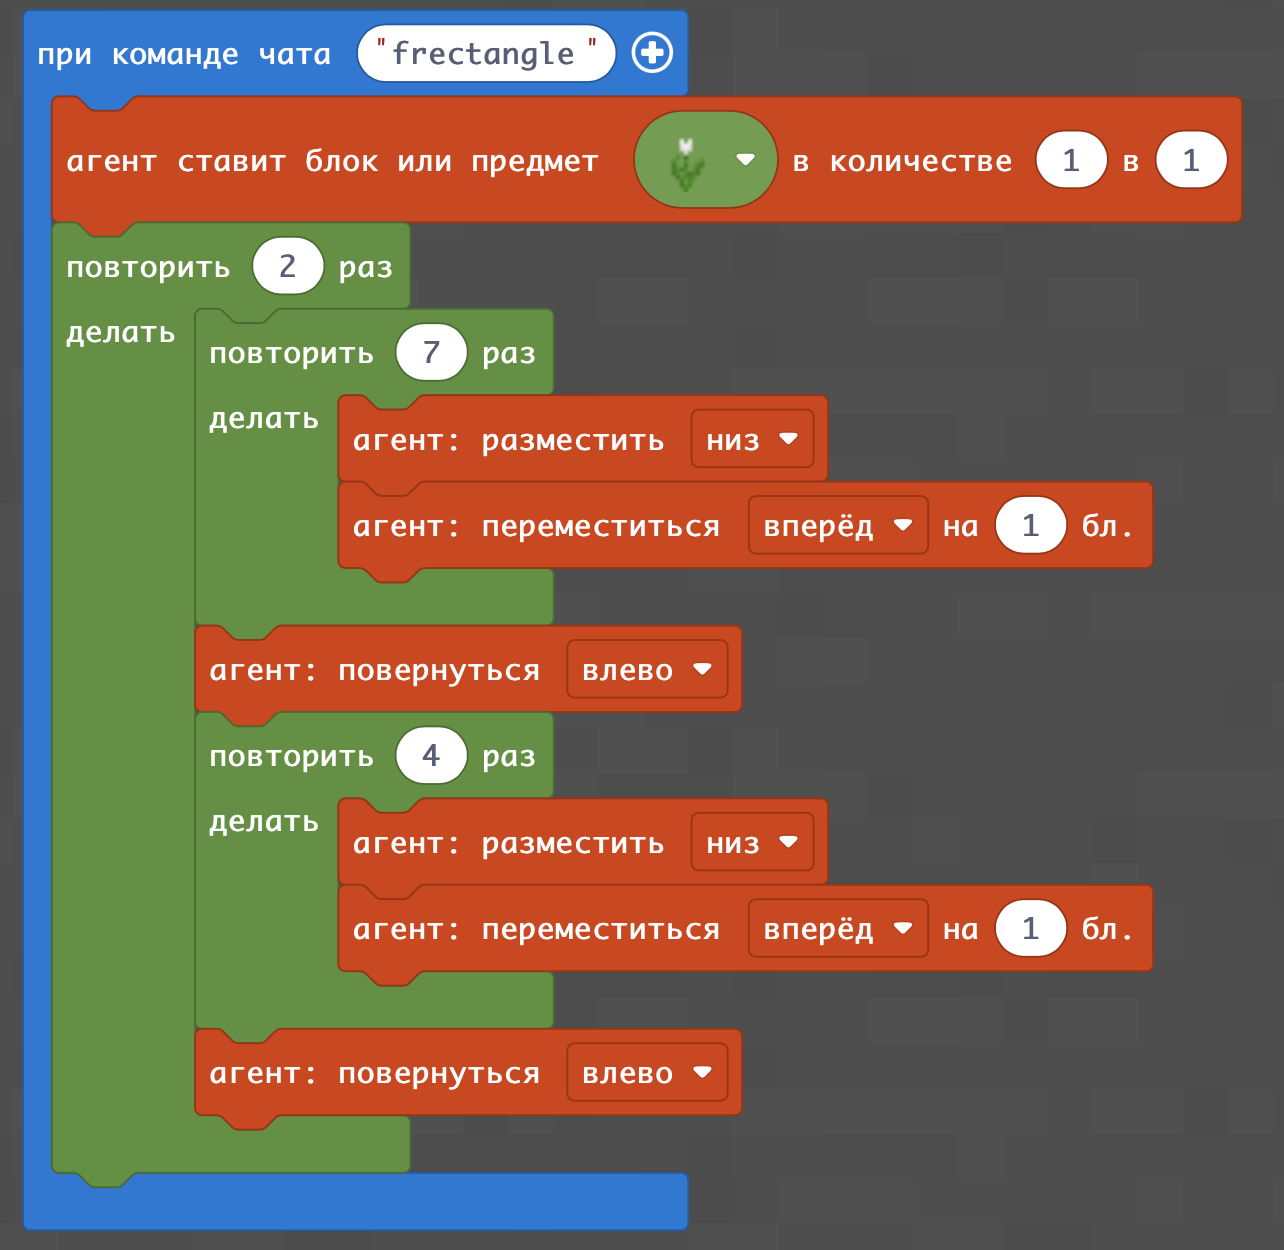 при команде чата "frectangle"
агент ставит блок или предмет в количестве 1 в 1
повторить 2 раз
делать
повторить 7 раз
делать
агент: разместить низ
агент: переместиться вперёд на 1 бл.
агент: повернуться влево
повторить 4 раз
делать
агент: разместить низ
агент: переместиться вперёд на 1 бл.
агент: повернуться влево